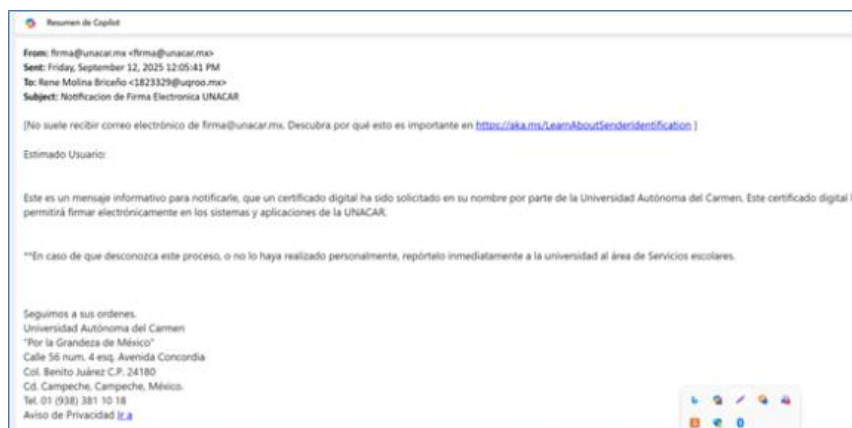 Resumen de Copilot
From: firma@unacar.mx <firma@unacar.mx>
Sent: Friday, September 12, 2025 12:05:41 PM
To: Rene Molina Briceño <1823329@uqroo.mx>
Subject: Notificacion de Firma Electronica UNACAR
[No suele recibir correo electrónico de firma@unacar.mx. Descubra por qué esto es importante en https://aka.ms/LearnAboutSenderIdentification ]
Estimado Usuario:
Este es un mensaje informativo para notificarle, que un certificado digital ha sido solicitado en su nombre por parte de la Universidad Autónoma del Carmen. Este certificado digital
permitirá firmar electrónicamente en los sistemas y aplicaciones de la UNACAR.
**En caso de que desconozca este proceso, o no lo haya realizado personalmente, repórtelo inmediatamente a la universidad al área de Servicios escolares.
Seguimos a sus ordenes.
Universidad Autónoma del Carmen
"Por la Grandeza de México"
Calle 56 num. 4 esq. Avenida Concordia
Col. Benito Juárez C.P. 24180
Cd. Campeche, Campeche, México.
Tel. 01 (938) 381 10 18
Aviso de Privacidad Ir a